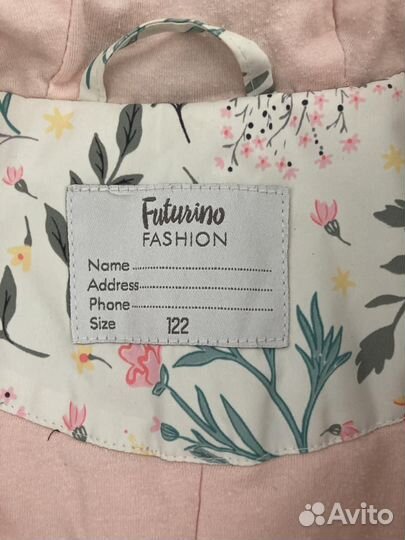 Futurino
FASHION
Name
Address
Phone
Size 122
Avito